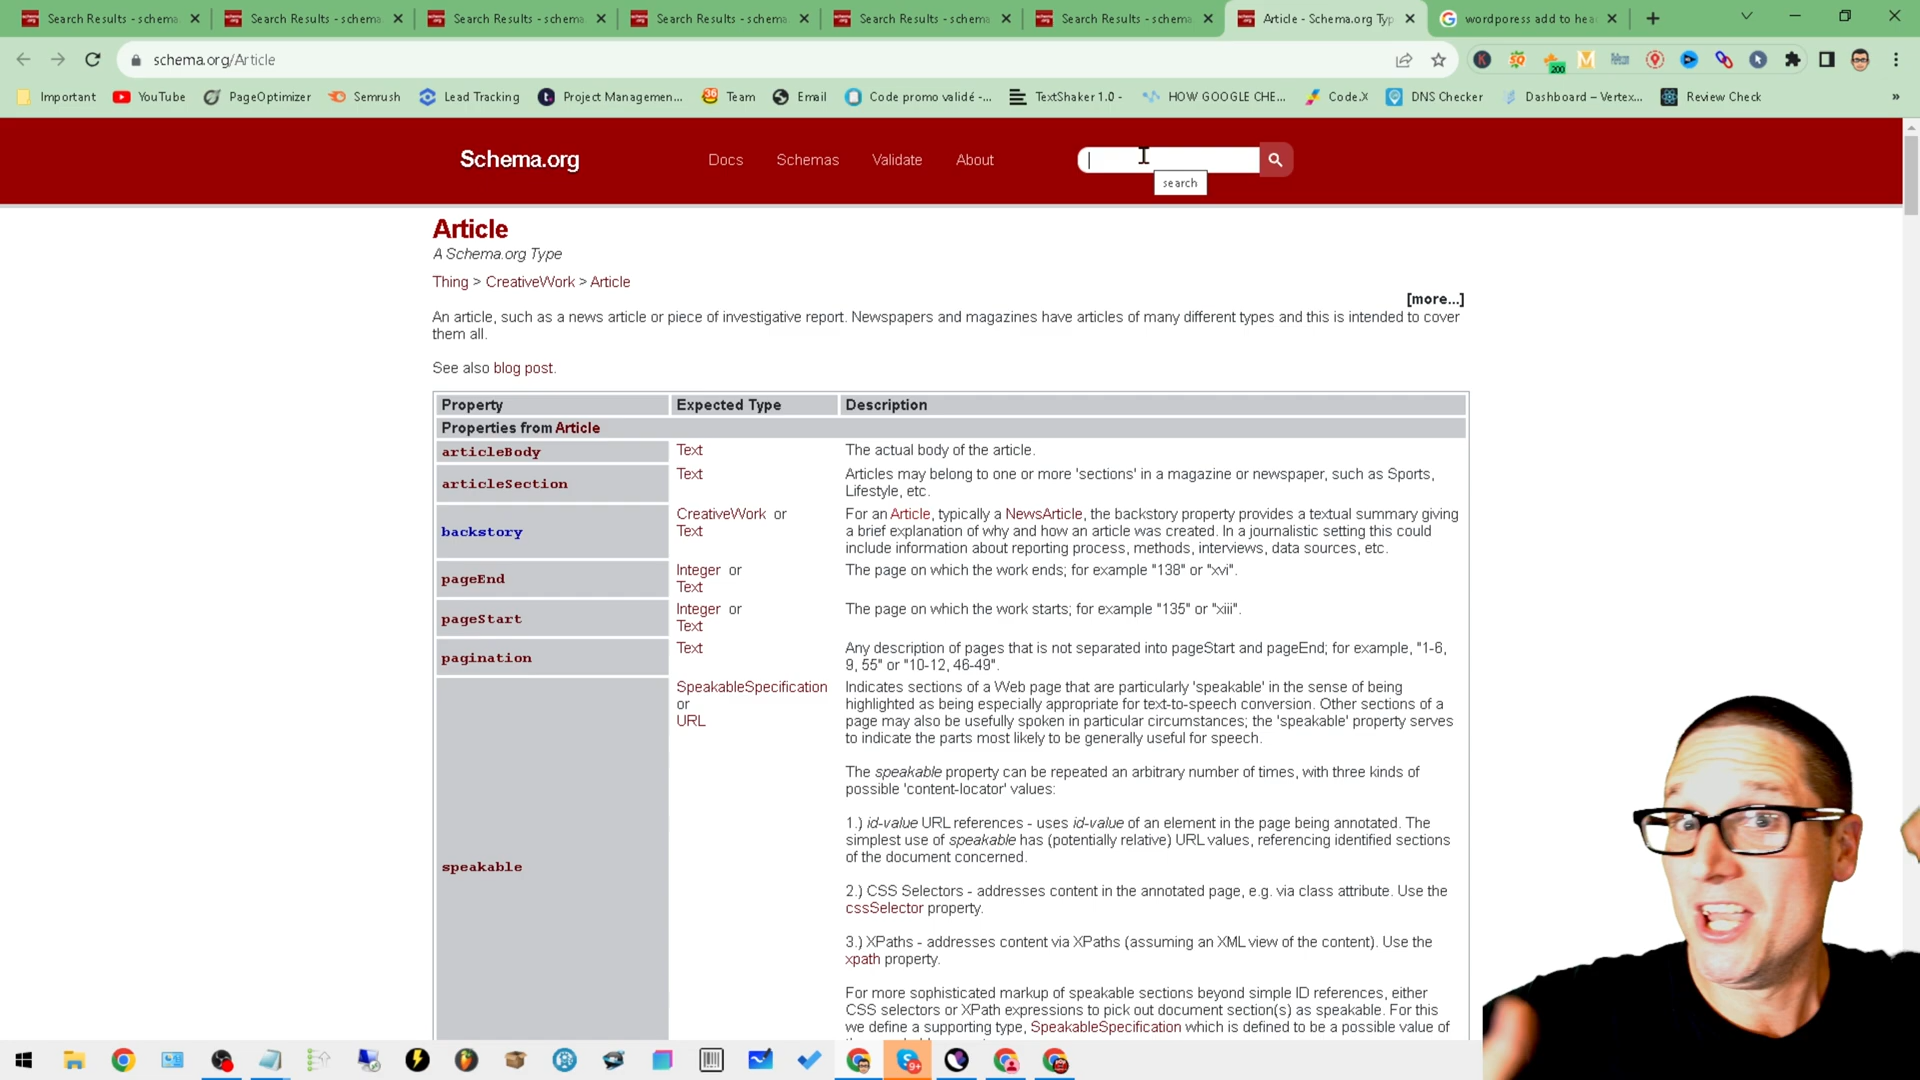 Search Results - schema
Search Results - schema
Search Results - schema
Search Results - schema
Search Results - schema
Search Results - schema
Article - Schema.org Typ
wordporess add to hea
schema.org/Article
200
Important
YouTube
PageOptimizer
Semrush
Lead Tracking
Project Managemen...
Team
Email
Code promo validé -...
TextShaker 1.0 -
HOW GOOGLE CHE...
Code.X
DNS Checker
Dashboard – Vertex...
Review Check
»
Schema.org
Docs
Schemas
Validate
About
search
Article
A Schema.org Type
Thing > CreativeWork > Article
[more...]
An article, such as a news article or piece of investigative report. Newspapers and magazines have articles of many different types and this is intended to cover
them all.
See also blog post.
Property Expected Type Description
Properties from Article
articleBody Text The actual body of the article.
articleSection Text Articles may belong to one or more 'sections' in a magazine or newspaper, such as Sports,
Lifestyle, etc.
backstory CreativeWork or
Text
For an Article, typically a NewsArticle, the backstory property provides a textual summary giving
a brief explanation of why and how an article was created. In a journalistic setting this could
include information about reporting process, methods, interviews, data sources, etc.
pageEnd Integer or
Text
The page on which the work ends; for example "138" or "xvi".
pageStart Integer or
Text
The page on which the work starts; for example "135" or "xiii".
pagination Text Any description of pages that is not separated into pageStart and pageEnd; for example, "1-6,
9, 55" or "10-12, 46-49".
speakable SpeakableSpecification
or
URL
Indicates sections of a Web page that are particularly 'speakable' in the sense of being
highlighted as being especially appropriate for text-to-speech conversion. Other sections of a
page may also be usefully spoken in particular circumstances; the 'speakable' property serves
to indicate the parts most likely to be generally useful for speech.
The speakable property can be repeated an arbitrary number of times, with three kinds of
possible 'content-locator' values:
1.) id-value URL references - uses id-value of an element in the page being annotated. The
simplest use of speakable has (potentially relative) URL values, referencing identified sections
of the document concerned.
2.) CSS Selectors - addresses content in the annotated page, e.g. via class attribute. Use the
cssSelector property.
3.) XPaths - addresses content via XPaths (assuming an XML view of the content). Use the
xpath property.
For more sophisticated markup of speakable sections beyond simple ID references, either
CSS selectors or XPath expressions to pick out document section(s) as speakable. For this
we define a supporting type, SpeakableSpecification which is defined to be a possible value of